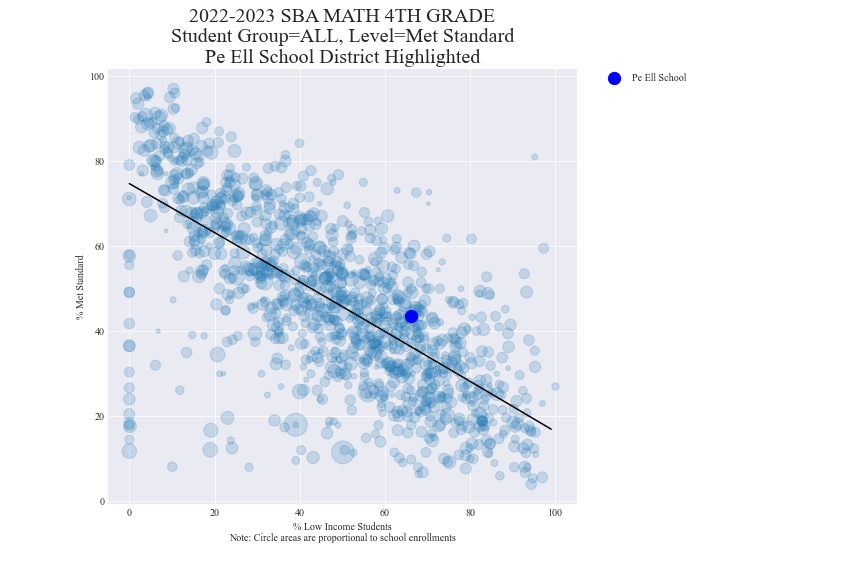 2022-2023 SBA MATH 4TH GRADE
Student Group=ALL, Level=Met Standard
Pe Ell School District Highlighted
Pe Ell School
100
80
60
40
20
0
% Met Standard
0 20 40 60 80 100
% Low Income Students
Note: Circle areas are proportional to school enrollments